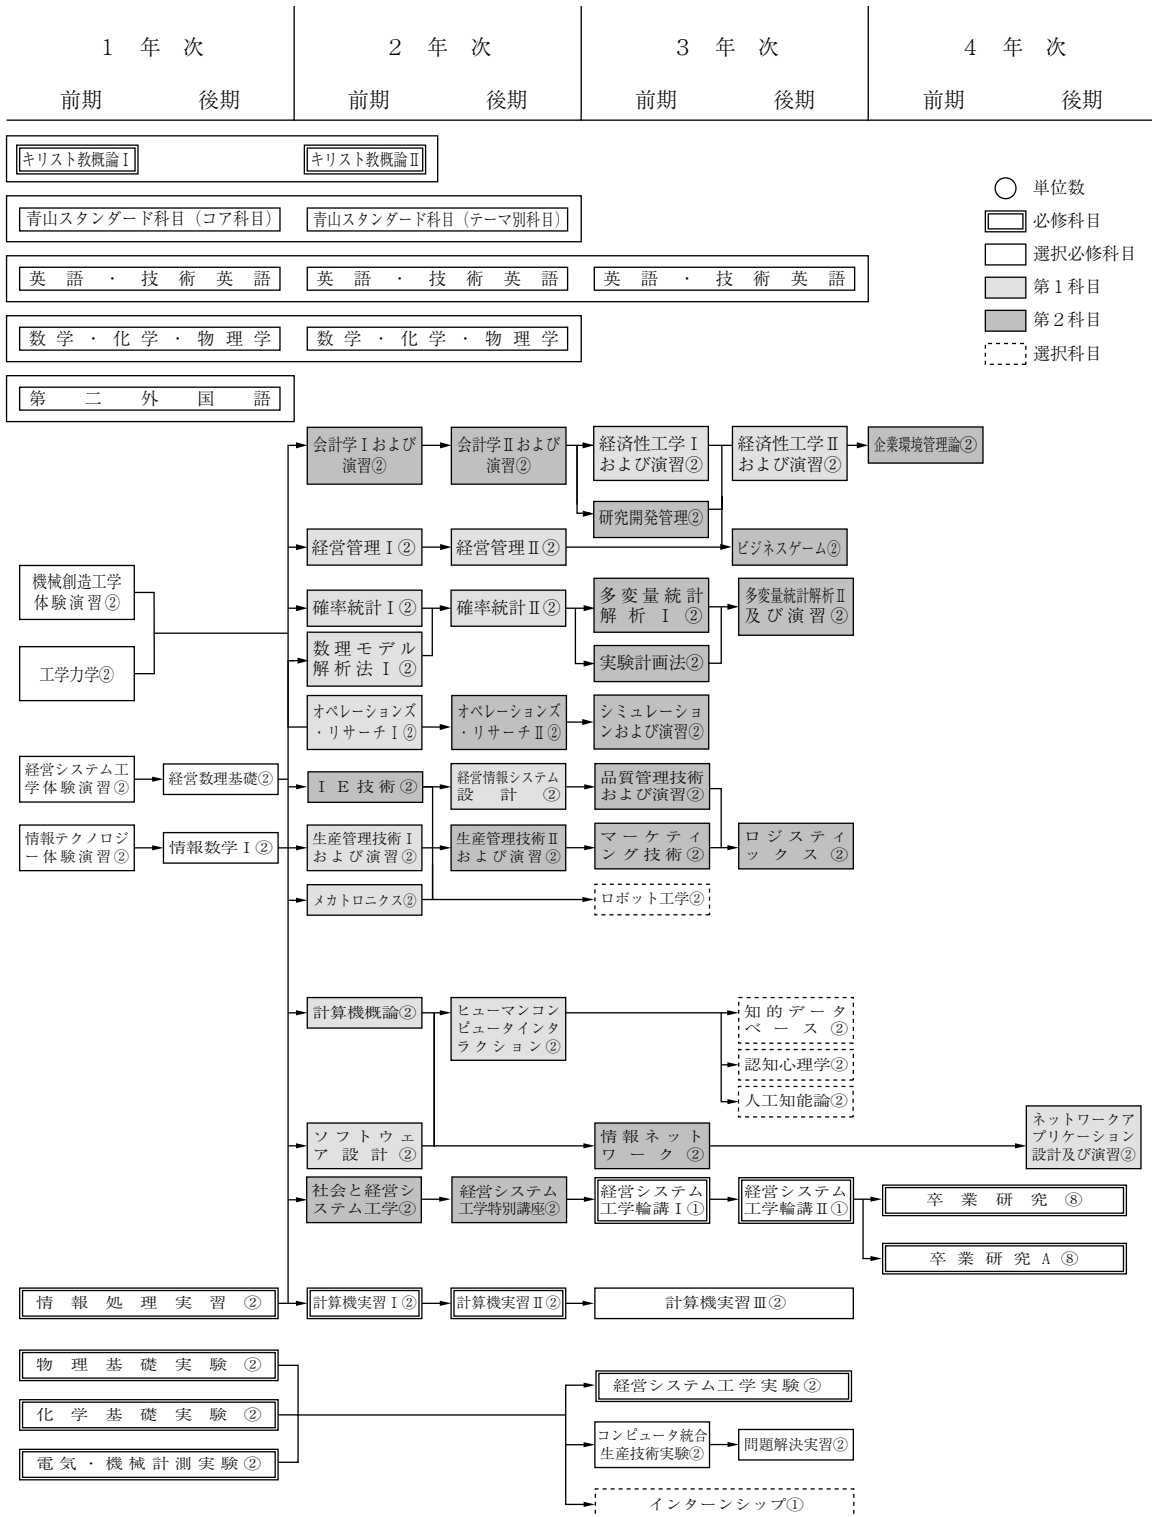 1 年 次
2 年 次
3 年 次
4 年 次
前期
後期
前期
後期
前期
後期
前期
後期
キリスト教概論Ⅰ
キリスト教概論Ⅱ
青山スタンダード科目（コア科目）
青山スタンダード科目（テーマ別科目）
英語・技術英語
英語・技術英語
英語・技術英語
数学・化学・物理学
数学・化学・物理学
第二外国語
単位数
必修科目
選択必修科目
第1科目
第2科目
選択科目
会計学Ⅰおよび
演習②
会計学Ⅱおよび
演習②
経済性工学Ⅰ
および演習②
経済性工学Ⅱ
および演習②
企業環境管理論②
研究開発管理②
経営管理Ⅰ②
経営管理Ⅱ②
ビジネスゲーム②
機械創造工学
体験演習②
確率統計Ⅰ②
確率統計Ⅱ②
多変量統計
解析Ⅰ②
多変量統計解析Ⅱ
及び演習②
数理モデル
解析法Ⅰ②
実験計画法②
工学力学②
オペレーションズ
・リサーチⅠ②
オペレーションズ
・リサーチⅡ②
シミュレーショ
ンおよび演習②
経営システム工
学体験演習②
経営数理基礎②
ＩＥ技術②
経営情報システム
設計②
品質管理技術
および演習②
情報テクノロジ
ー体験演習②
情報数学Ⅰ②
生産管理技術Ⅰ
および演習②
生産管理技術Ⅱ
および演習②
マーケティ
ング技術②
ロジスティ
ックス②
メカトロニクス②
ロボット工学②
計算機概論②
ヒューマンコン
ピュータインタ
ラクション②
知的データ
ベース②
認知心理学②
人工知能論②
ソフトウェ
ア設計②
情報ネット
ワーク②
ネットワークア
プリケーション
設計及び演習②
社会と経営シ
ステム工学②
経営システム
工学特別講座②
経営システム
工学輪講Ⅰ①
経営システム
工学輪講Ⅱ①
卒業研究⑧
卒業研究A⑧
情報処理実習②
計算機実習Ⅰ②
計算機実習Ⅱ②
計算機実習Ⅲ②
物理基礎実験②
化学基礎実験②
電気・機械計測実験②
経営システム工学実験②
コンピュータ統合
生産技術実験②
問題解決実習②
インターンシップ①